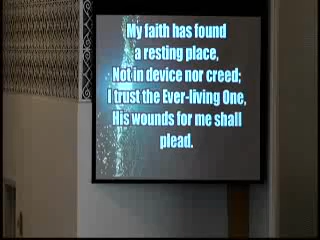 My faith has found
a resting place,
Not in device nor creed;
I trust the Ever-living One,
His wounds for me shall
plead.